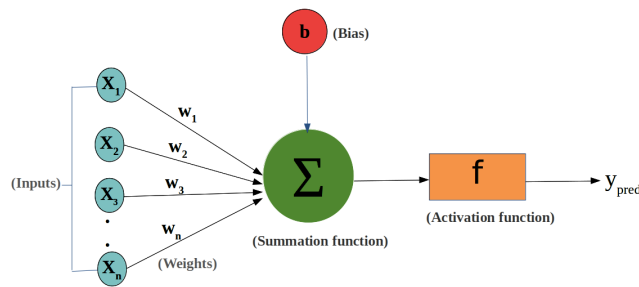 b
(Bias)
X1
w1
X2
w2
(Inputs)
X3
w3
Σ
f
ypred
.
.
wn
(Summation function)
(Activation function)
Xn
(Weights)